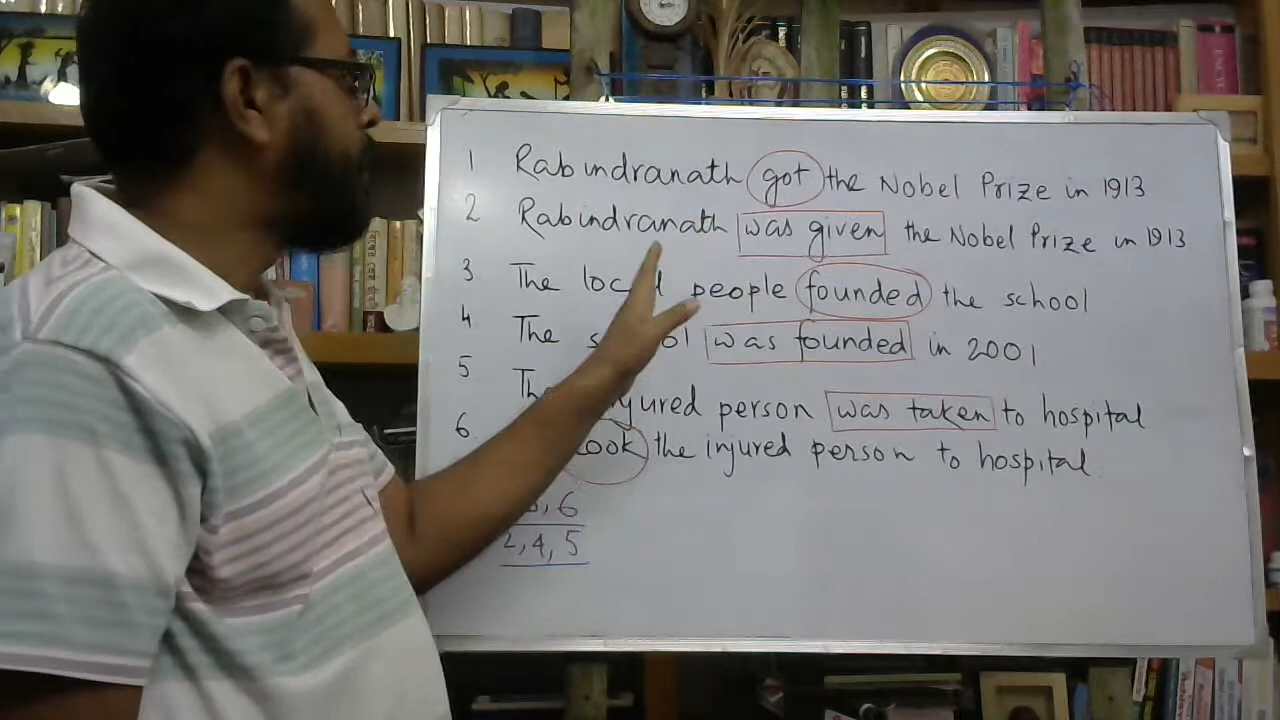 1 Rabindranath got the Nobel Prize in 1913
2 Rabindranath was given the Nobel Prize in 1913
3 The local people founded the school
4 The school was founded in 2001
5 The injured person was taken to hospital
6. took the injured person to hospital
3, 6
2, 4, 5